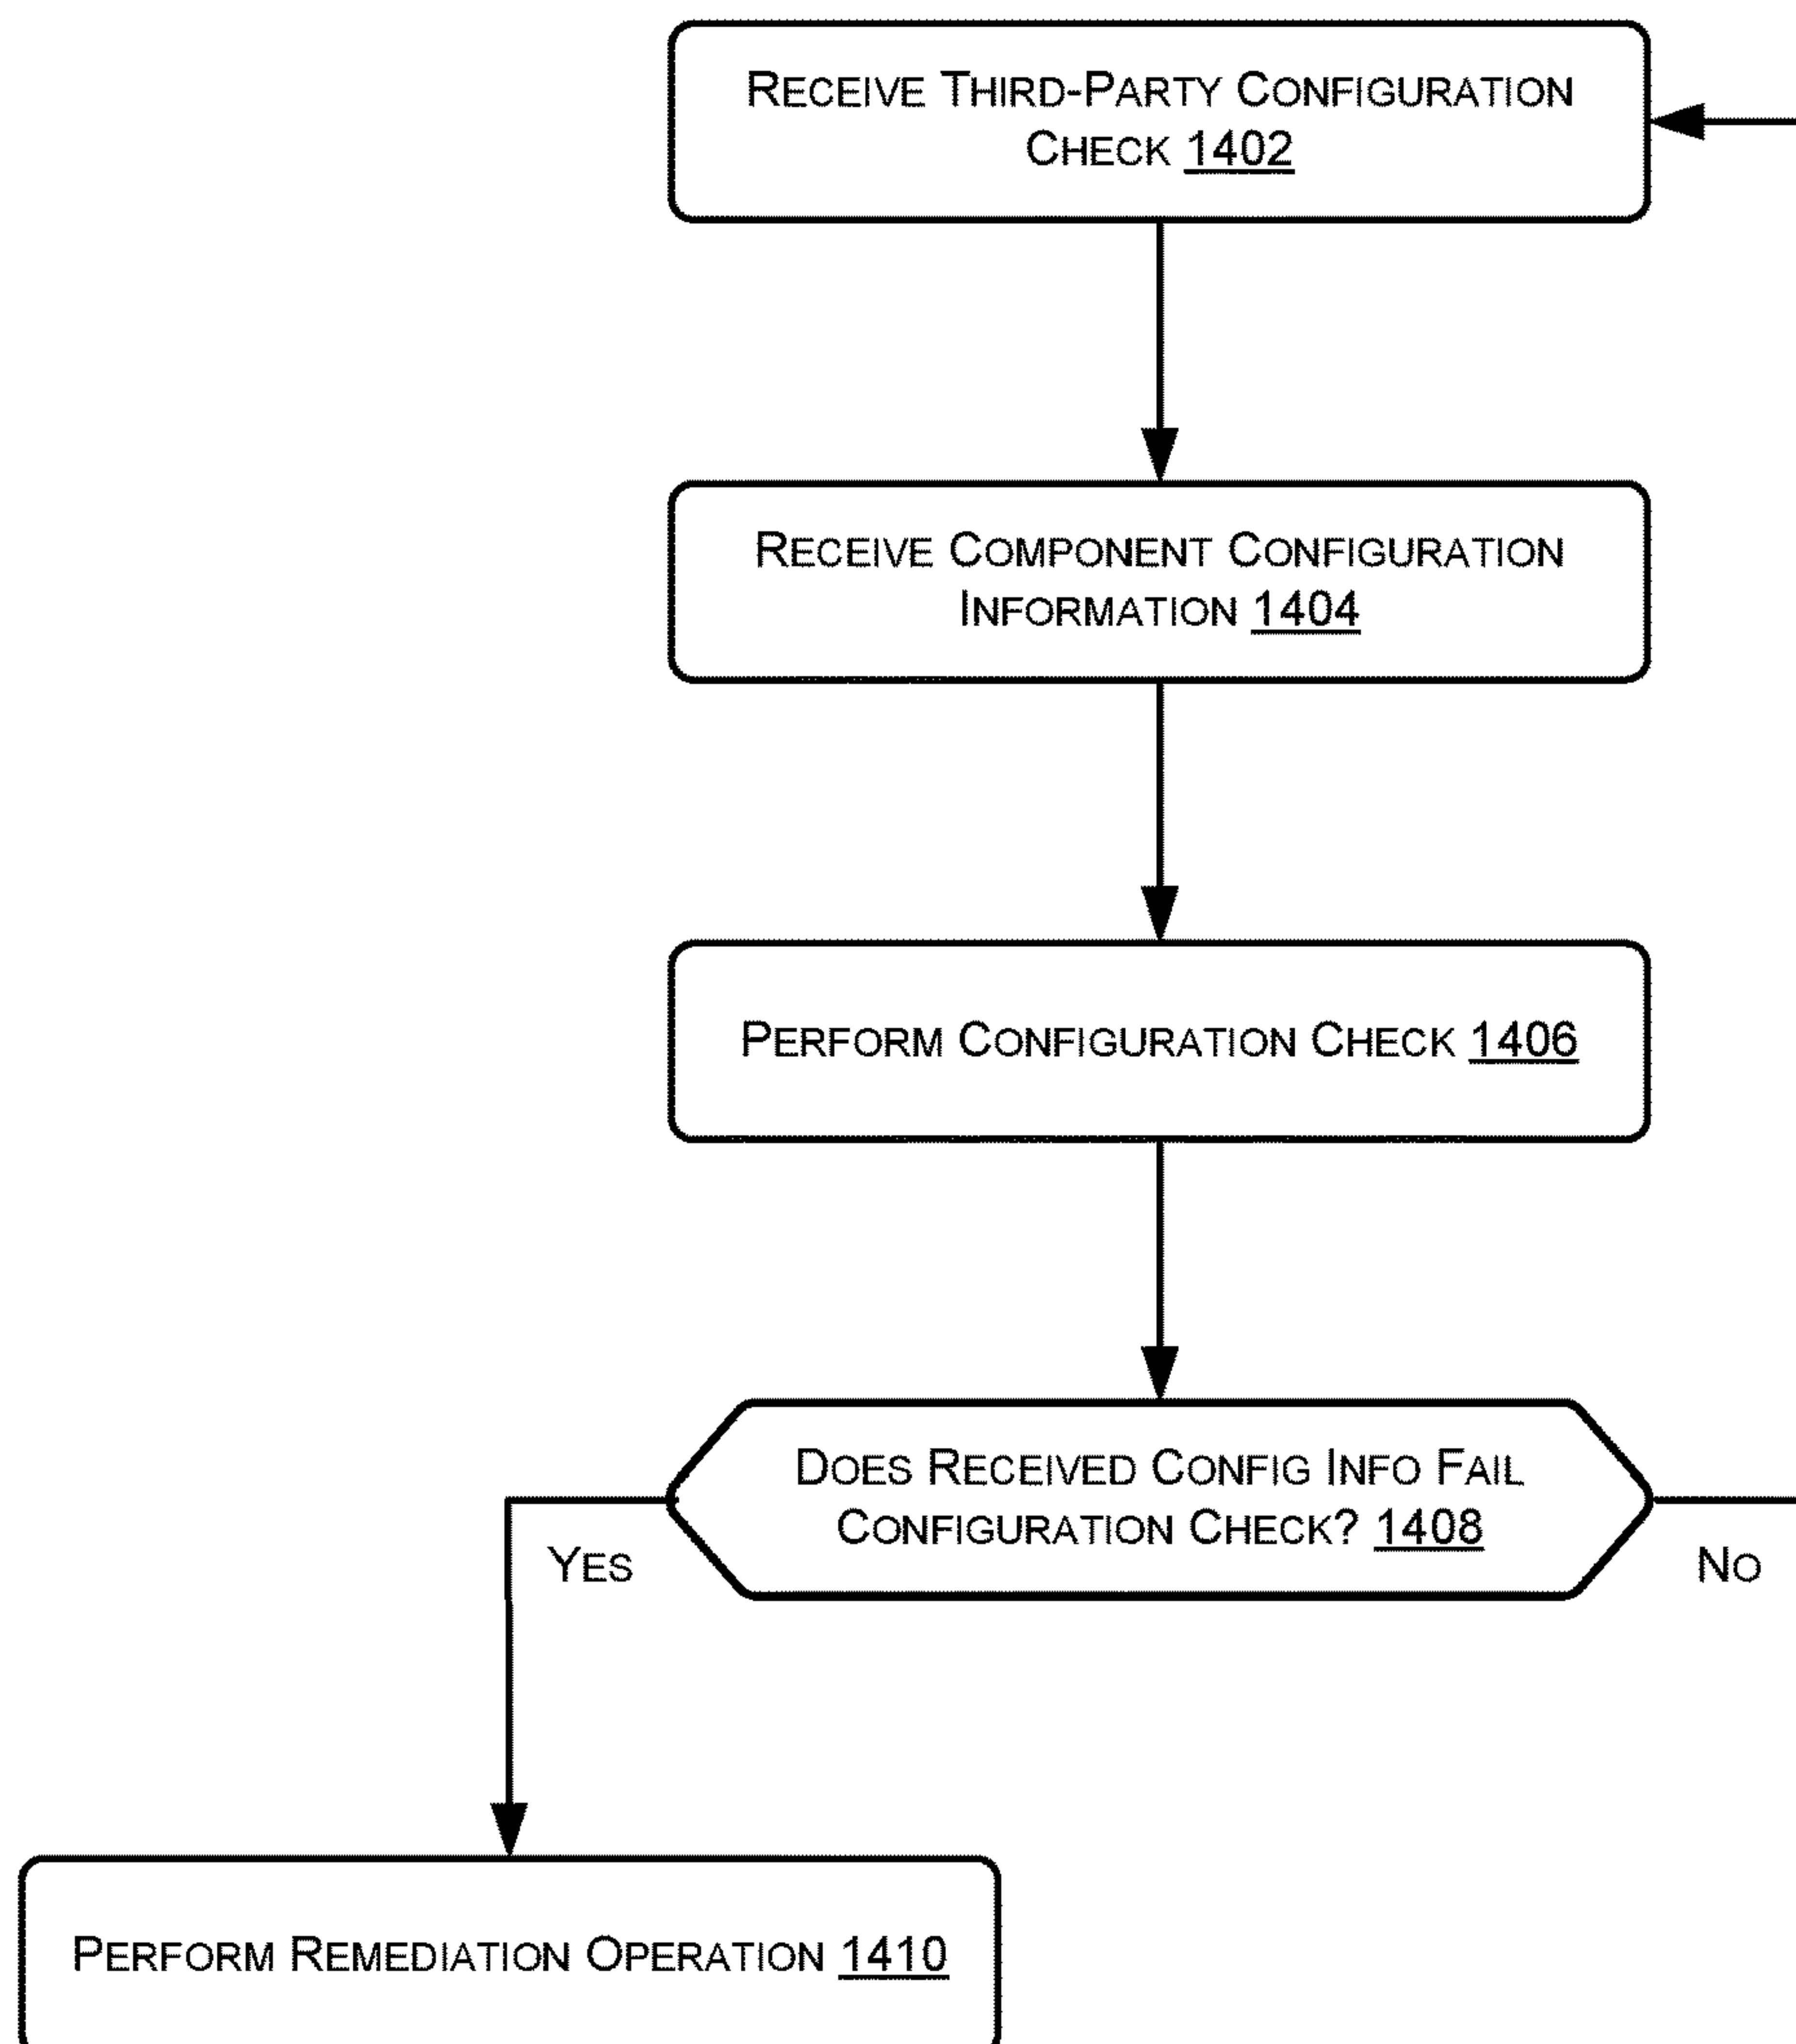 RECEIVE THIRD-PARTY CONFIGURATION
CHECK 1402
RECEIVE COMPONENT CONFIGURATION
INFORMATION 1404
PERFORM CONFIGURATION CHECK 1406
DOES RECEIVED CONFIG INFO FAIL
CONFIGURATION CHECK? 1408
YES
NO
PERFORM REMEDIATION OPERATION 1410